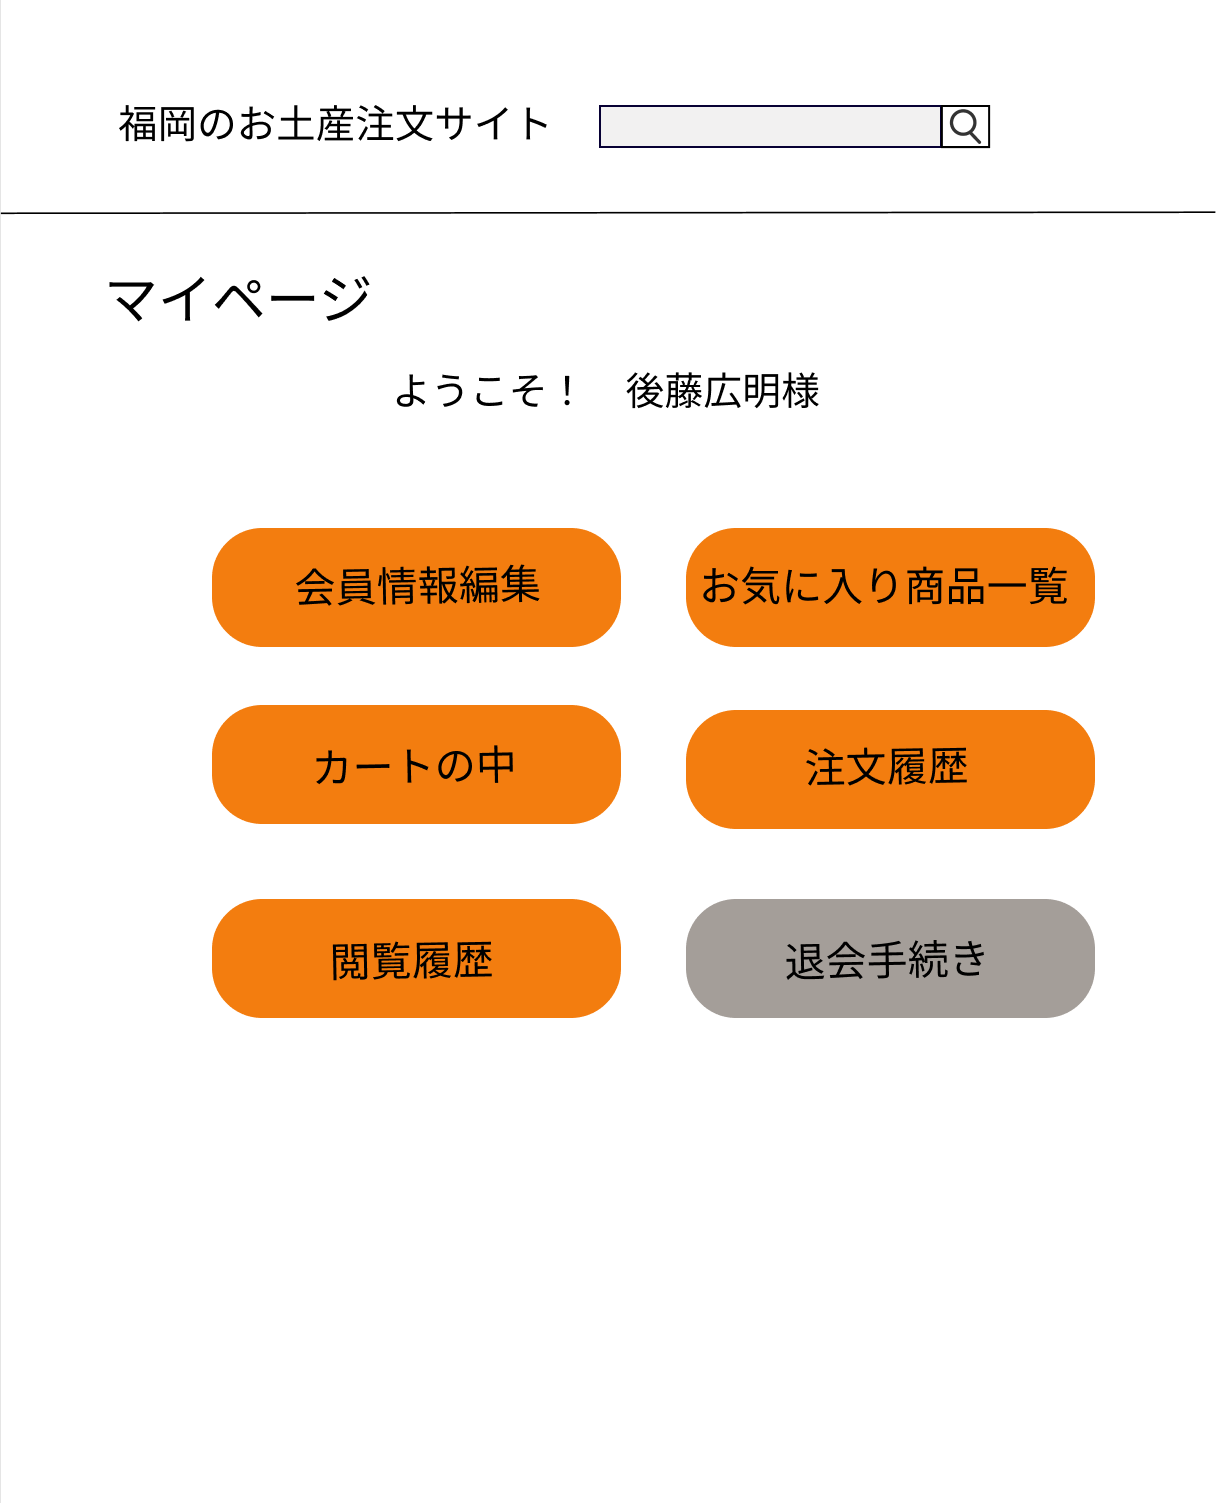 福岡のお土産注文サイト
マイページ
ようこそ！　後藤広明様
会員情報編集
お気に入り商品一覧
カートの中
注文履歴
閲覧履歴
退会手続き